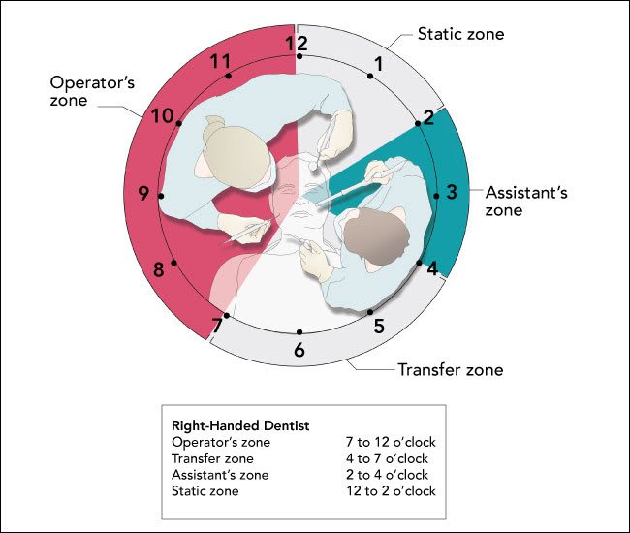 Static zone
Operator's
zone
12
11
1
10
2
9
3
Assistant's
zone
8
4
7
5
6
Transfer zone
Right-Handed Dentist
Operator's zone 7 to 12 o'clock
Transfer zone 4 to 7 o'clock
Assistant's zone 2 to 4 o'clock
Static zone 12 to 2 o'clock